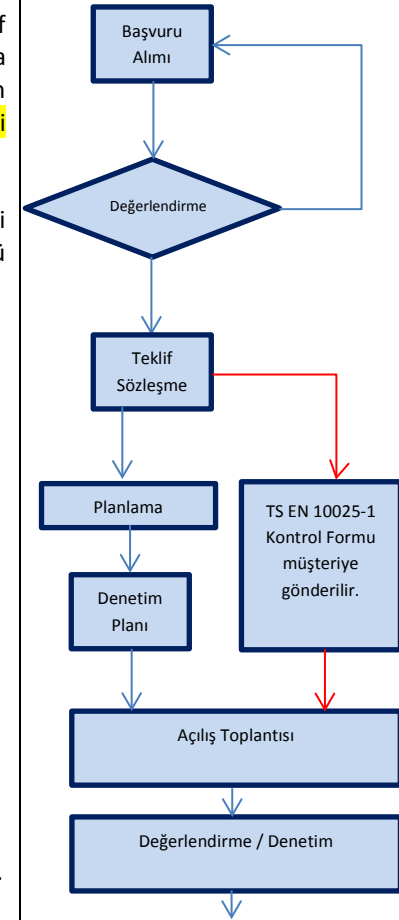 f
a
n
i
i
ü
.
Başvuru
Alımı
Değerlendirme
Teklif
Sözleşme
Planlama
TS EN 10025-1
Kontrol Formu
müşteriye
gönderilir.
Denetim
Planı
Açılış Toplantısı
Değerlendirme / Denetim